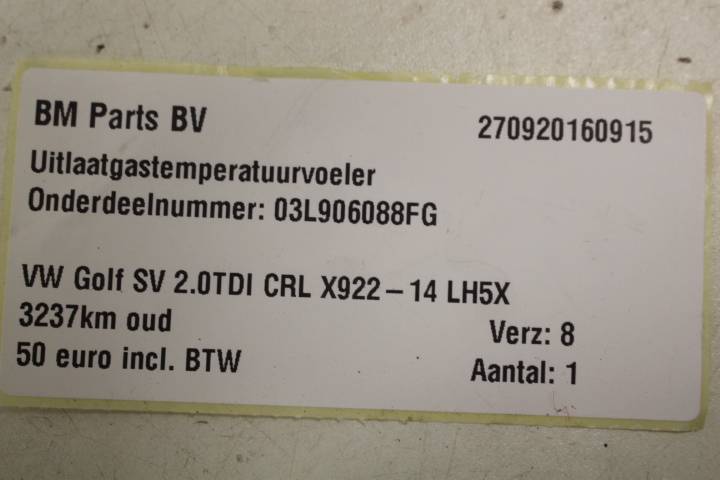 BM Parts BV 270920160915
Uitlaatgastemperatuurvoeler
Onderdeelnummer: 03L906088FG
VW Golf SV 2.0TDI CRL X922-14 LH5X
3237km oud Verz: 8
50 euro incl. BTW Aantal: 1